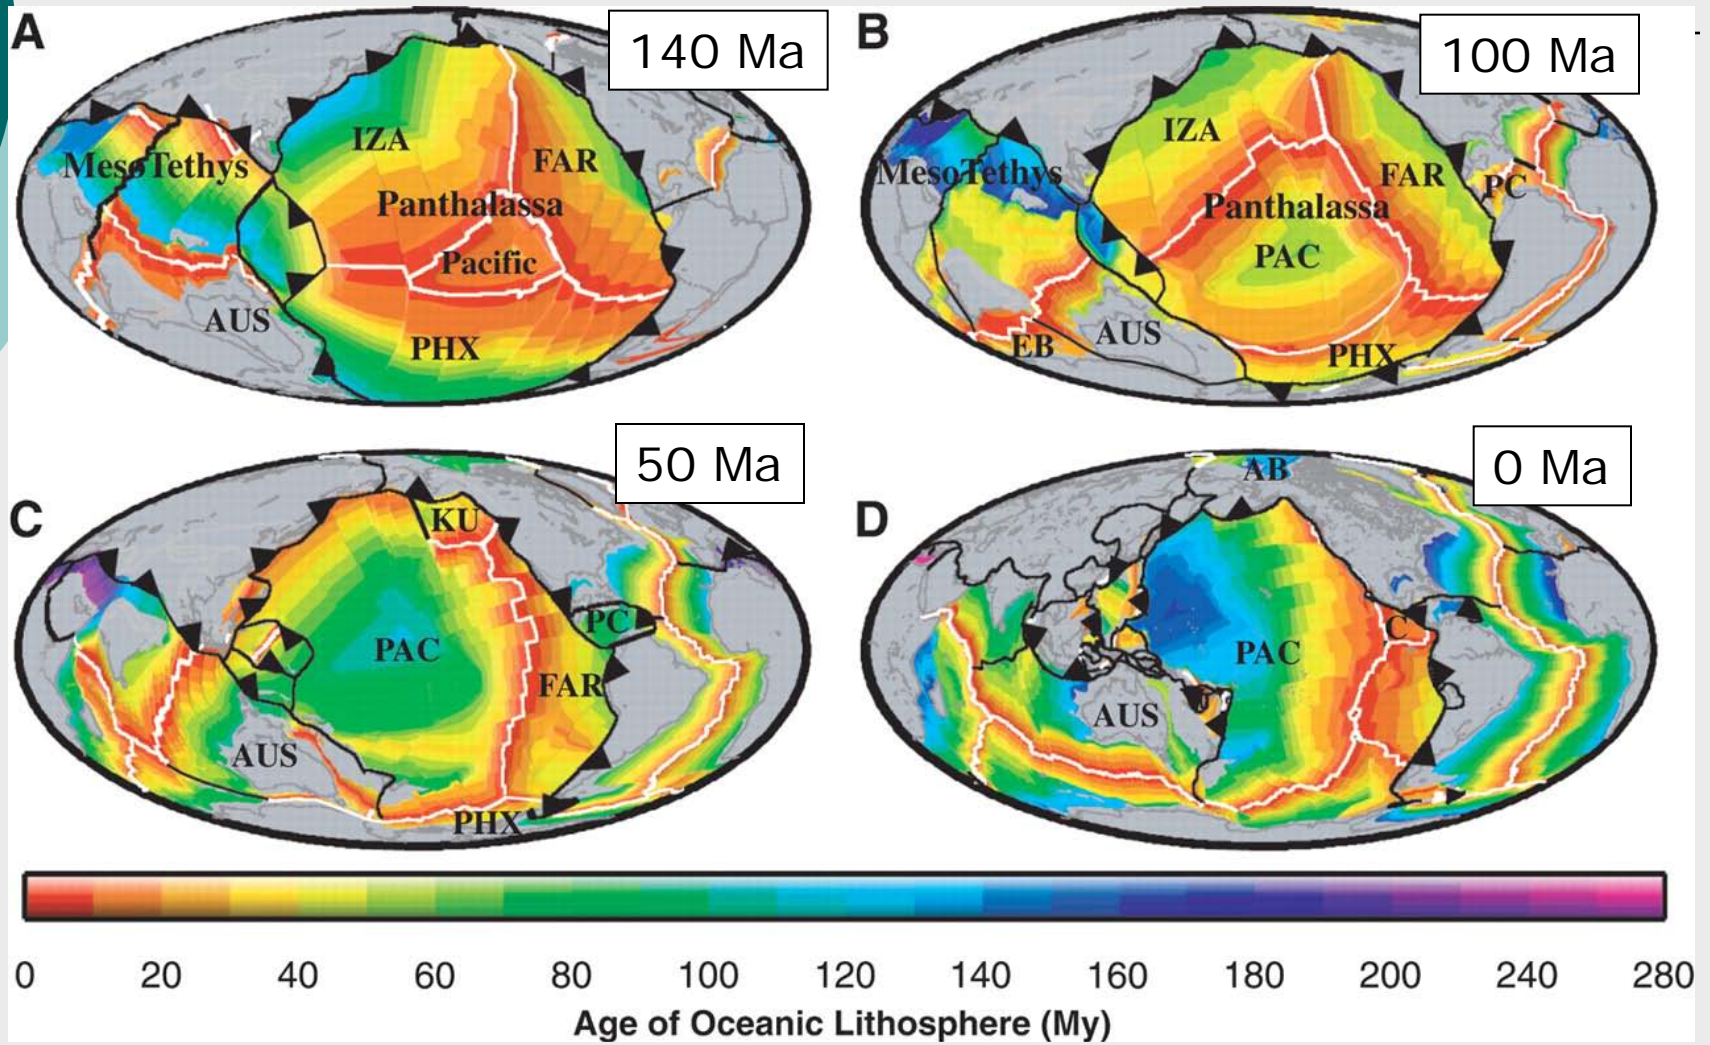 A
140 Ma
IZA
FAR
MesoTethys
Panthalassa
Pacific
AUS
PHX
B
100 Ma
IZA
MesoTethys
FAR
PC
Panthalassa
PAC
AUS
EB
PHX
C
50 Ma
KU
PC
PAC
FAR
AUS
PHX
D
0 Ma
AB
C
PAC
AUS
0 20 40 60 80 100 120 140 160 180 200 240 280
Age of Oceanic Lithosphere (My)